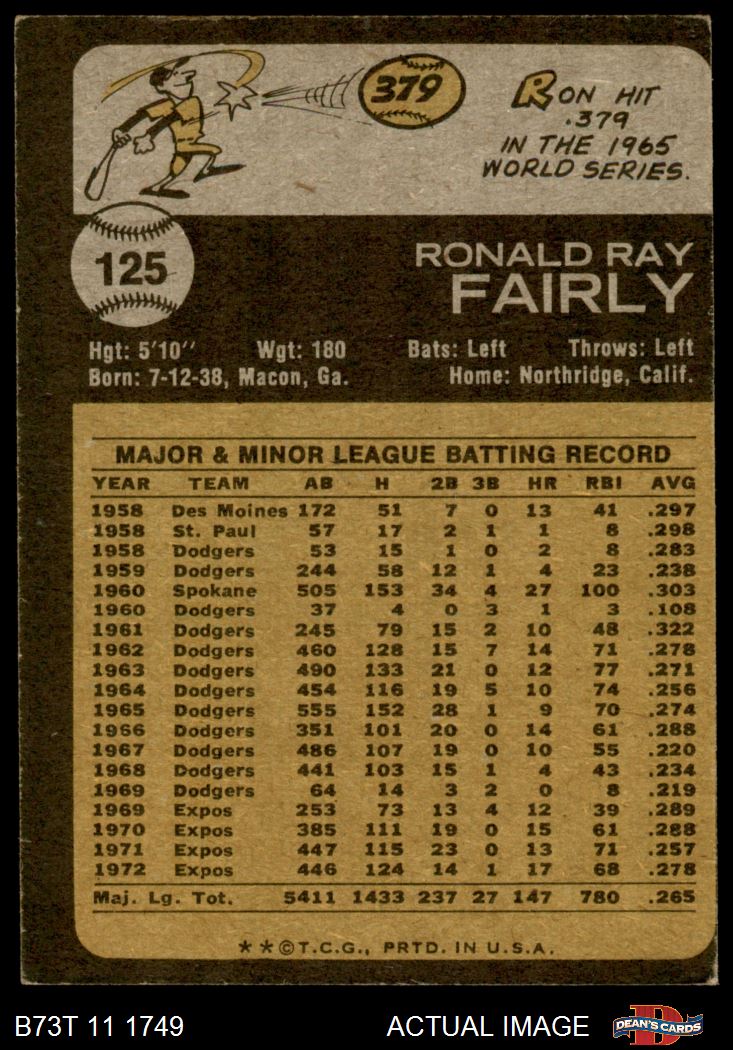 379
RON HIT
.379
IN THE 1965
WORLD SERIES.
125
RONALD RAY
FAIRLY
Hgt: 5'10" Wgt: 180 Bats: Left Throws: Left
Born: 7-12-38, Macon, Ga. Home: Northridge, Calif.
MAJOR & MINOR LEAGUE BATTING RECORD
YEAR TEAM AB H 2B 3B HR RBI AVG
1958 Des Moines 172 51 7 0 13 41 .297
1958 St. Paul 57 17 2 1 1 8 .298
1958 Dodgers 53 15 1 0 2 8 .283
1959 Dodgers 244 58 12 1 4 23 .238
1960 Spokane 505 153 34 4 27 100 .303
1960 Dodgers 37 4 0 3 1 3 .108
1961 Dodgers 245 79 15 2 10 48 .322
1962 Dodgers 460 128 15 7 14 71 .278
1963 Dodgers 490 133 21 0 12 77 .271
1964 Dodgers 454 116 19 5 10 74 .256
1965 Dodgers 555 152 28 1 9 70 .274
1966 Dodgers 351 101 20 0 14 61 .288
1967 Dodgers 486 107 19 0 10 55 .220
1968 Dodgers 441 103 15 1 4 43 .234
1969 Dodgers 64 14 3 2 0 8 .219
1969 Expos 253 73 13 4 12 39 .289
1970 Expos 385 111 19 0 15 61 .288
1971 Expos 447 115 23 0 13 71 .257
1972 Expos 446 124 14 1 17 68 .278
Maj. Lg. Tot. 5411 1433 237 27 147 780 .265
**©T.C.G., PRTD. IN U.S.A.
B73T 11 1749 ACTUAL IMAGE
D
DEAN'S CARDS